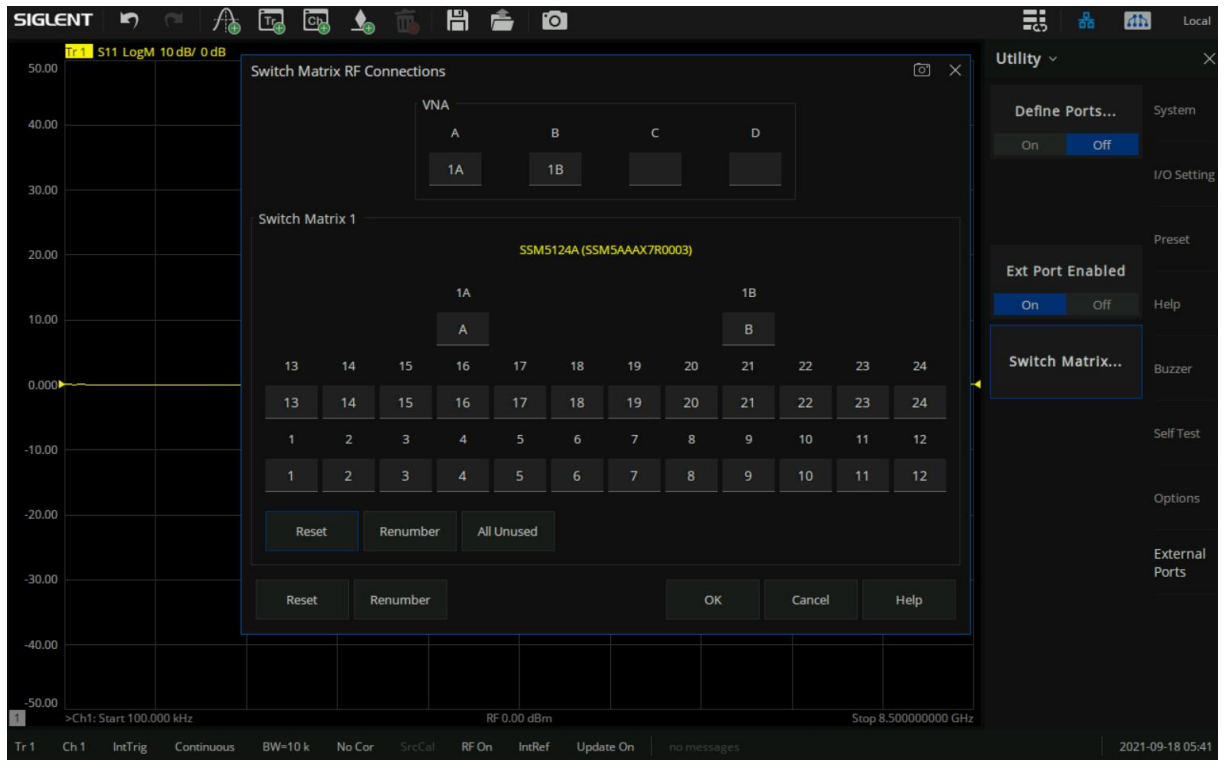 SIGLENT Tr Cb Local
Tr 1 S11 LogM 10 dB/ 0 dB
50.00
40.00
30.00
20.00
10.00
0.000
-10.00
-20.00
-30.00
-40.00
-50.00
Switch Matrix RF Connections
VNA
A B C D
1A 1B
Switch Matrix 1
SSM5124A (SSM5AAAX7R0003)
1A 1B
A B
13 14 15 16 17 18 19 20 21 22 23 24
13 14 15 16 17 18 19 20 21 22 23 24
1 2 3 4 5 6 7 8 9 10 11 12
1 2 3 4 5 6 7 8 9 10 11 12
Reset Renumber All Unused
Reset Renumber OK Cancel Help
Utility
Define Ports...
On Off
Ext Port Enabled
On Off
Switch Matrix...
System
I/O Setting
Preset
Help
Buzzer
Self Test
Options
External
Ports
1 >Ch1: Start 100.000 kHz RF 0.00 dBm Stop 8.500000000 GHz
Tr 1 Ch 1 IntTrig Continuous BW=10 k No Cor SrcCal RF On IntRef Update On no messages 2021-09-18 05:41